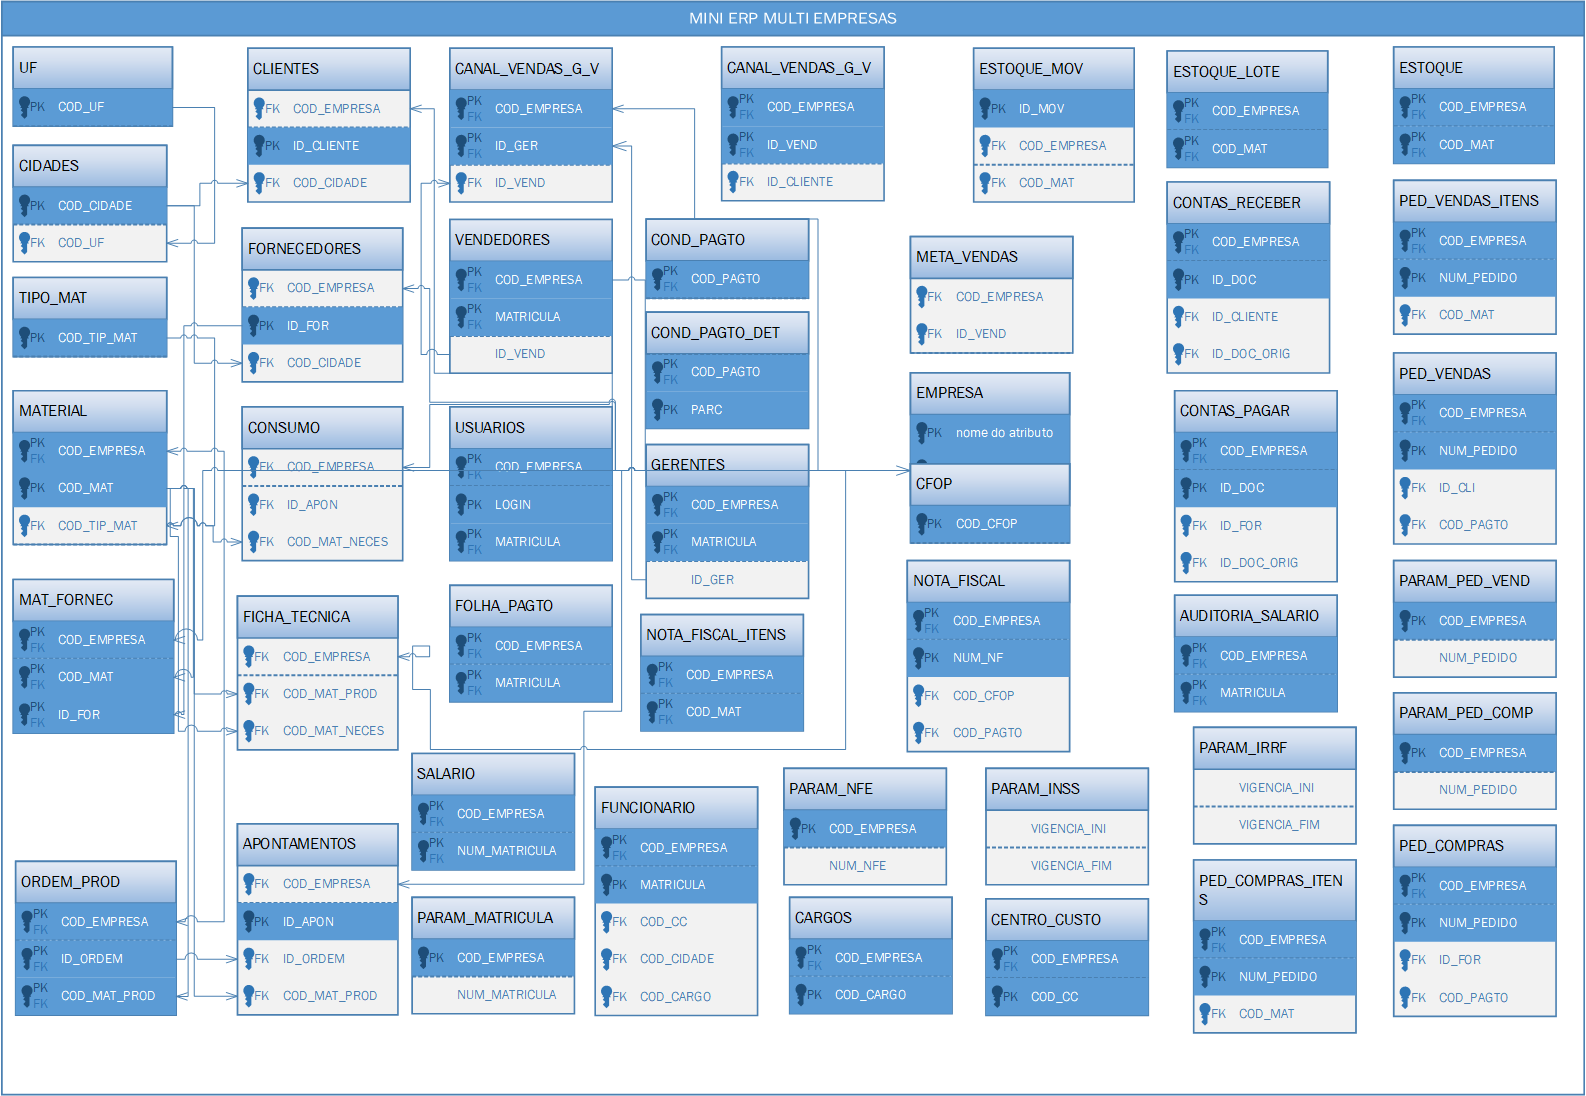 MINI ERP MULTI EMPRESAS
UF
PK COD_UF
CIDADES
PK COD_CIDADE
FK COD_UF
TIPO_MAT
PK COD_TIP_MAT
MATERIAL
PK
FK COD_EMPRESA
PK COD_MAT
FK COD_TIP_MAT
MAT_FORNEC
PK
FK COD_EMPRESA
PK
FK COD_MAT
PK
FK ID_FOR
ORDEM_PROD
PK
FK COD_EMPRESA
PK
FK ID_ORDEM
PK
FK COD_MAT_PROD
CLIENTES
FK COD_EMPRESA
PK ID_CLIENTE
FK COD_CIDADE
FORNECEDORES
FK COD_EMPRESA
PK ID_FOR
FK COD_CIDADE
CONSUMO
FK COD_EMPRESA
FK ID_APON
FK COD_MAT_NECES
FICHA_TECNICA
FK COD_EMPRESA
FK COD_MAT_PROD
FK COD_MAT_NECES
APONTAMENTOS
FK COD_EMPRESA
PK ID_APON
FK ID_ORDEM
FK COD_MAT_PROD
CANAL_VENDAS_G_V
PK
FK COD_EMPRESA
PK
FK ID_GER
FK ID_VEND
VENDEDORES
PK
FK COD_EMPRESA
PK
FK MATRICULA
ID_VEND
USUARIOS
PK
FK COD_EMPRESA
PK LOGIN
PK
FK MATRICULA
FOLHA_PAGTO
PK
FK COD_EMPRESA
PK
FK MATRICULA
SALARIO
PK
FK COD_EMPRESA
PK
FK NUM_MATRICULA
PARAM_MATRICULA
PK COD_EMPRESA
NUM_MATRICULA
CANAL_VENDAS_G_V
PK
FK COD_EMPRESA
PK
FK ID_VEND
FK ID_CLIENTE
COND_PAGTO
PK
FK COD_PAGTO
COND_PAGTO_DET
PK
FK COD_PAGTO
PK PARC
GERENTES
PK
FK COD_EMPRESA
PK
FK MATRICULA
ID_GER
NOTA_FISCAL_ITENS
PK
FK COD_EMPRESA
PK
FK COD_MAT
FUNCIONARIO
PK
FK COD_EMPRESA
PK MATRICULA
FK COD_CC
FK COD_CIDADE
FK COD_CARGO
PARAM_NFE
PK COD_EMPRESA
NUM_NFE
CARGOS
PK
FK COD_EMPRESA
PK COD_CARGO
ESTOQUE_MOV
PK ID_MOV
FK COD_EMPRESA
FK COD_MAT
META_VENDAS
FK COD_EMPRESA
FK ID_VEND
EMPRESA
PK nome do atributo
CFOP
PK COD_CFOP
NOTA_FISCAL
PK
FK COD_EMPRESA
PK NUM_NF
FK COD_CFOP
FK COD_PAGTO
PARAM_INSS
VIGENCIA_INI
VIGENCIA_FIM
CENTRO_CUSTO
PK
FK COD_EMPRESA
PK COD_CC
ESTOQUE_LOTE
PK
FK COD_EMPRESA
PK
FK COD_MAT
CONTAS_RECEBER
PK
FK COD_EMPRESA
PK ID_DOC
FK ID_CLIENTE
FK ID_DOC_ORIG
CONTAS_PAGAR
PK
FK COD_EMPRESA
PK ID_DOC
FK ID_FOR
FK ID_DOC_ORIG
AUDITORIA_SALARIO
PK
FK COD_EMPRESA
PK
FK MATRICULA
PARAM_IRRF
VIGENCIA_INI
VIGENCIA_FIM
PED_COMPRAS_ITEN
S
PK
FK COD_EMPRESA
PK NUM_PEDIDO
FK COD_MAT
ESTOQUE
PK
FK COD_EMPRESA
PK
FK COD_MAT
PED_VENDAS_ITENS
PK
FK COD_EMPRESA
PK NUM_PEDIDO
FK COD_MAT
PED_VENDAS
PK
FK COD_EMPRESA
PK NUM_PEDIDO
FK ID_CLI
FK COD_PAGTO
PARAM_PED_VEND
PK
FK COD_EMPRESA
NUM_PEDIDO
PARAM_PED_COMP
PK COD_EMPRESA
NUM_PEDIDO
PED_COMPRAS
PK
FK COD_EMPRESA
PK NUM_PEDIDO
FK ID_FOR
FK COD_PAGTO